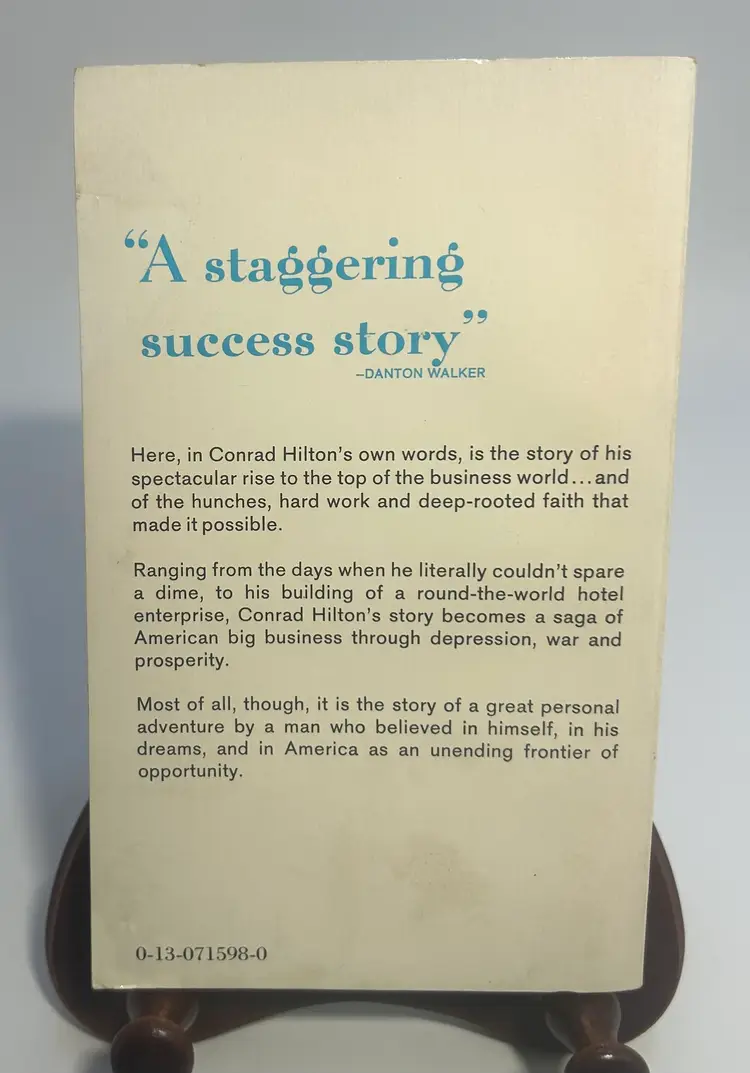 “A staggering
success story”
–DANTON WALKER
Here, in Conrad Hilton’s own words, is the story of his
spectacular rise to the top of the business world...and
of the hunches, hard work and deep-rooted faith that
made it possible.
Ranging from the days when he literally couldn’t spare
a dime, to his building of a round-the-world hotel
enterprise, Conrad Hilton’s story becomes a saga of
American big business through depression, war and
prosperity.
Most of all, though, it is the story of a great personal
adventure by a man who believed in himself, in his
dreams, and in America as an unending frontier of
opportunity.
0-13-071598-0